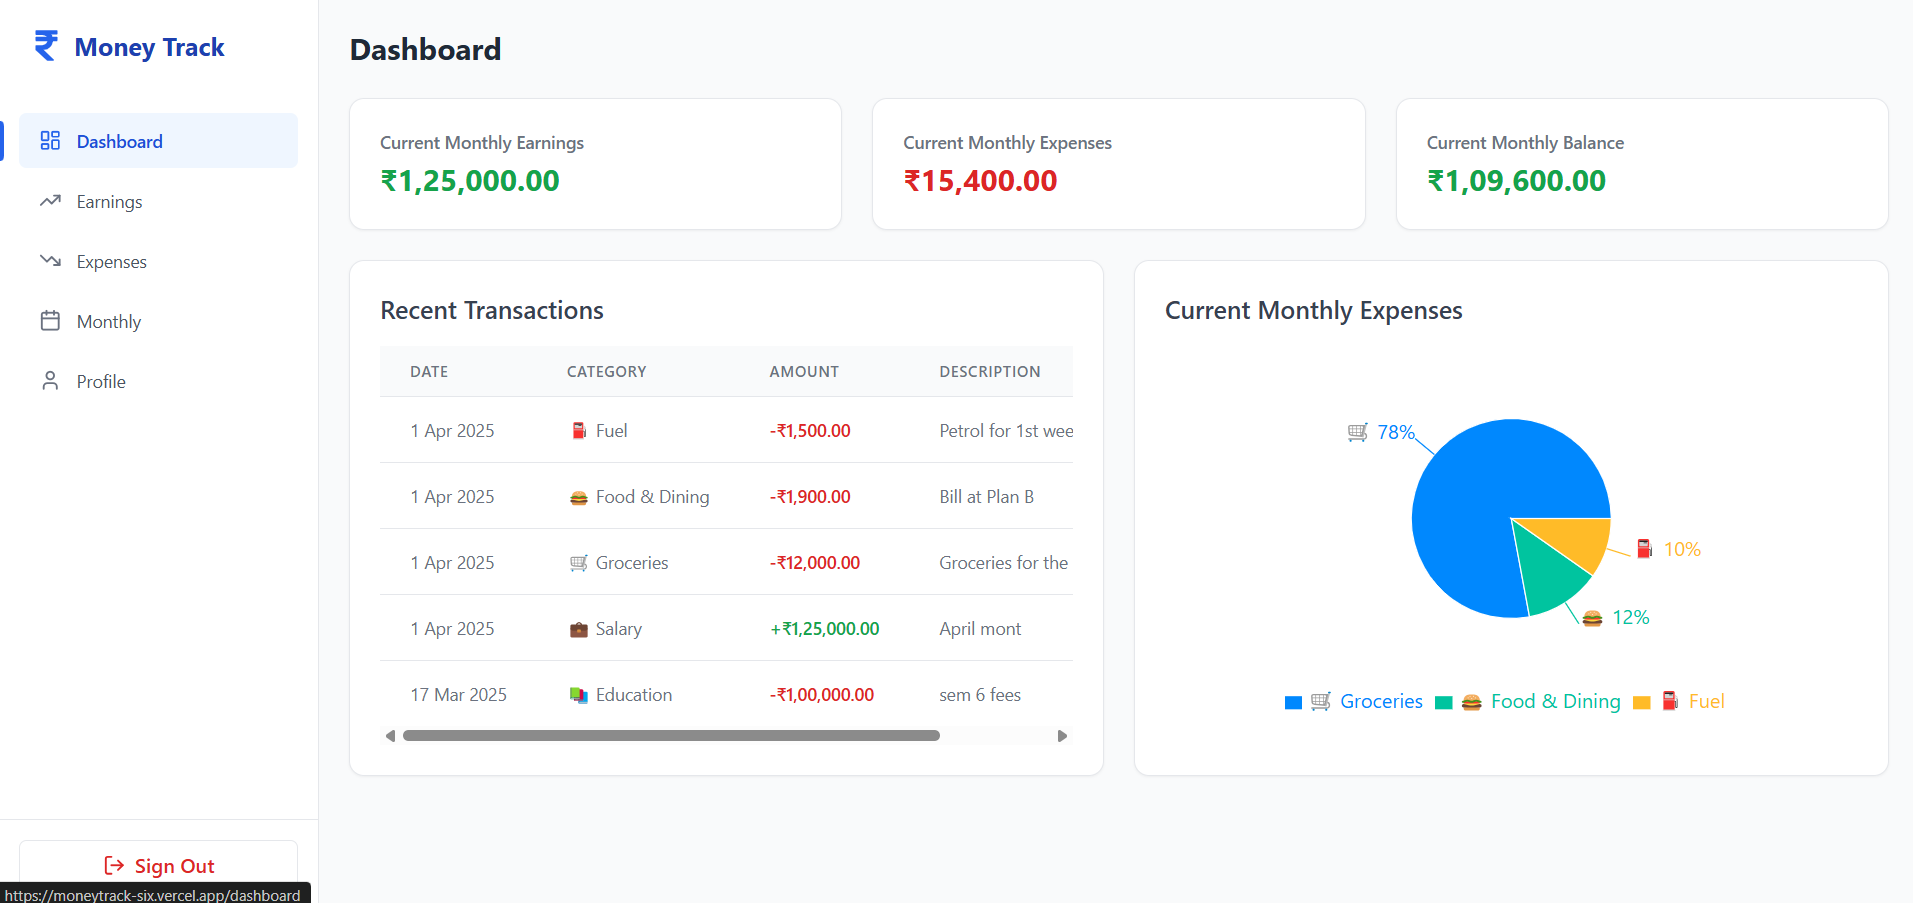 Money Track
Dashboard
Earnings
Expenses
Monthly
Profile
Sign Out
https://moneytrack-six.vercel.app/dashboard
Dashboard
Current Monthly Earnings
₹1,25,000.00
Current Monthly Expenses
₹15,400.00
Current Monthly Balance
₹1,09,600.00
Recent Transactions
DATE CATEGORY AMOUNT DESCRIPTION
1 Apr 2025 Fuel -₹1,500.00 Petrol for 1st wee
1 Apr 2025 Food & Dining -₹1,900.00 Bill at Plan B
1 Apr 2025 Groceries -₹12,000.00 Groceries for the
1 Apr 2025 Salary +₹1,25,000.00 April mont
17 Mar 2025 Education -₹1,00,000.00 sem 6 fees
Current Monthly Expenses
78%
10%
12%
Groceries Food & Dining Fuel